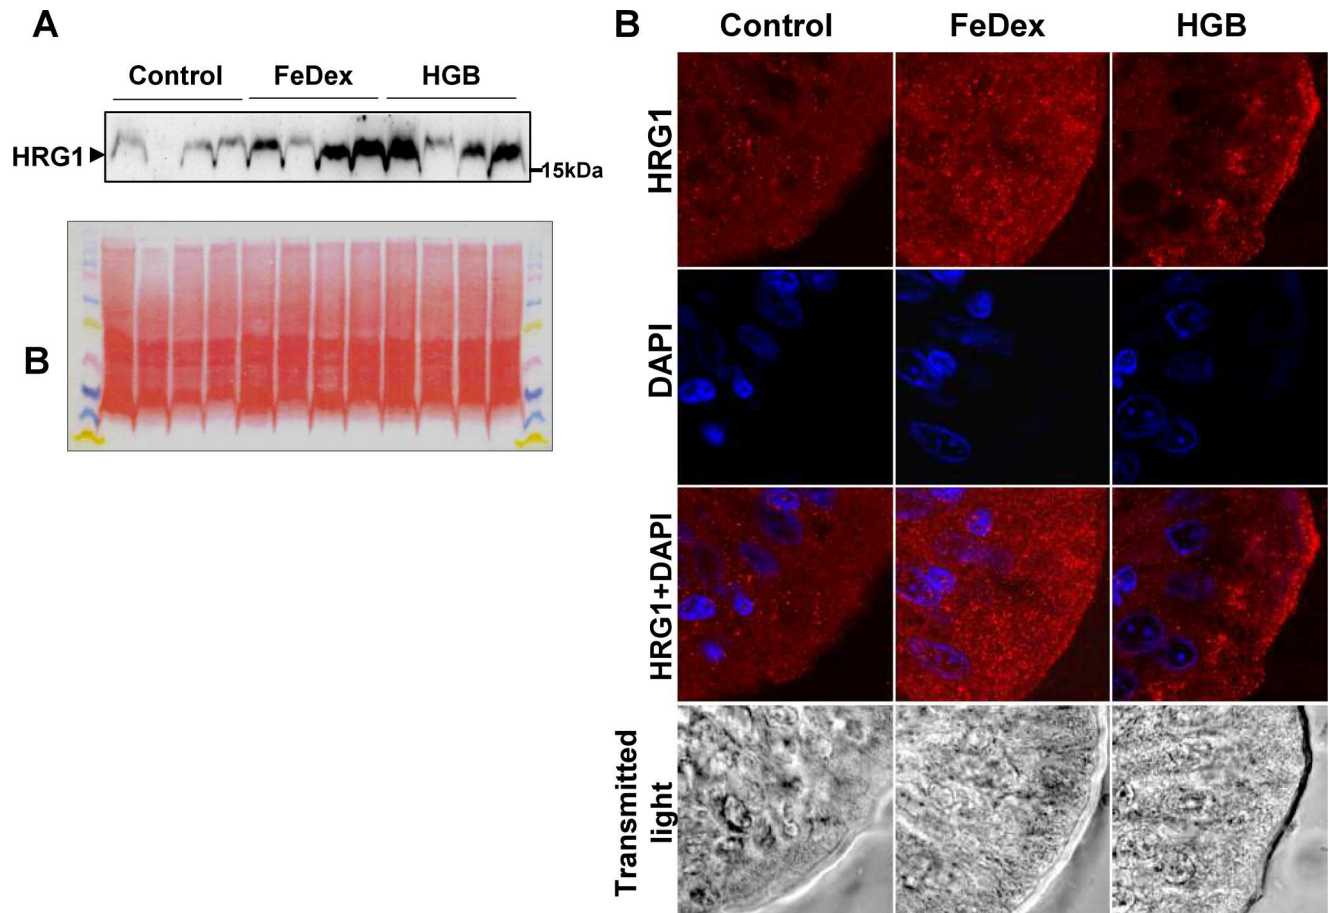 A
Control FeDex HGB
HRG1
15kDa
B
B
Control FeDex HGB
HRG1
DAPI
HRG1+DAPI
Transmitted
light